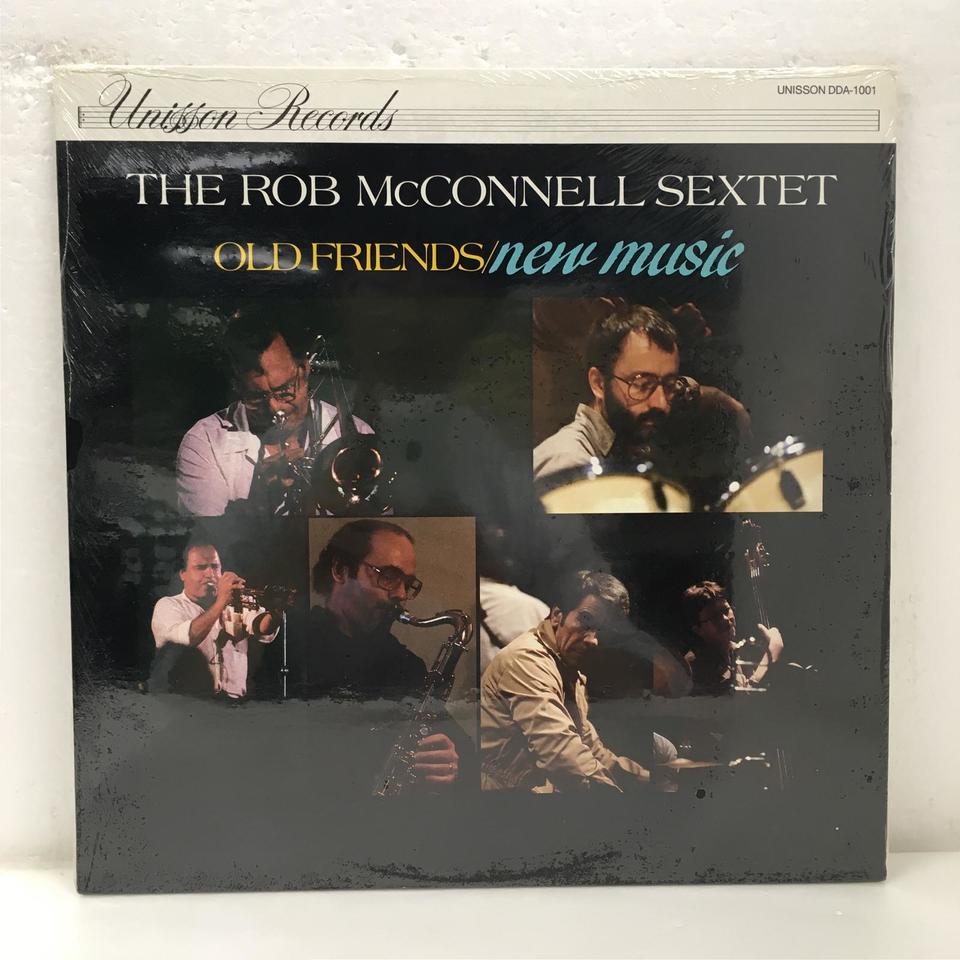 Unisson Records
UNISSON DDA-1001
THE ROB McCONNELL SEXTET
OLD FRIENDS/new music